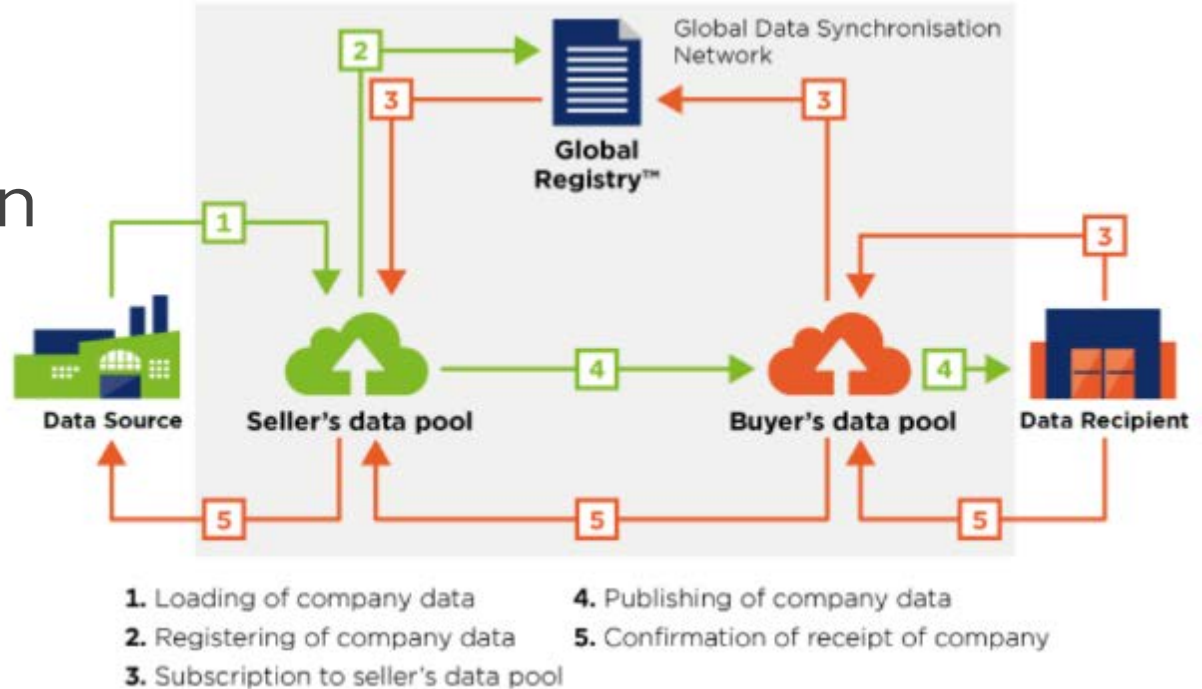 Global Data Synchronisation
Network
2
3
3
Global
Registry™
n
1
3
4
4
Data Source
Seller's data pool
Buyer's data pool
Data Recipient
5
5
5
1. Loading of company data
2. Registering of company data
3. Subscription to seller's data pool
4. Publishing of company data
5. Confirmation of receipt of company